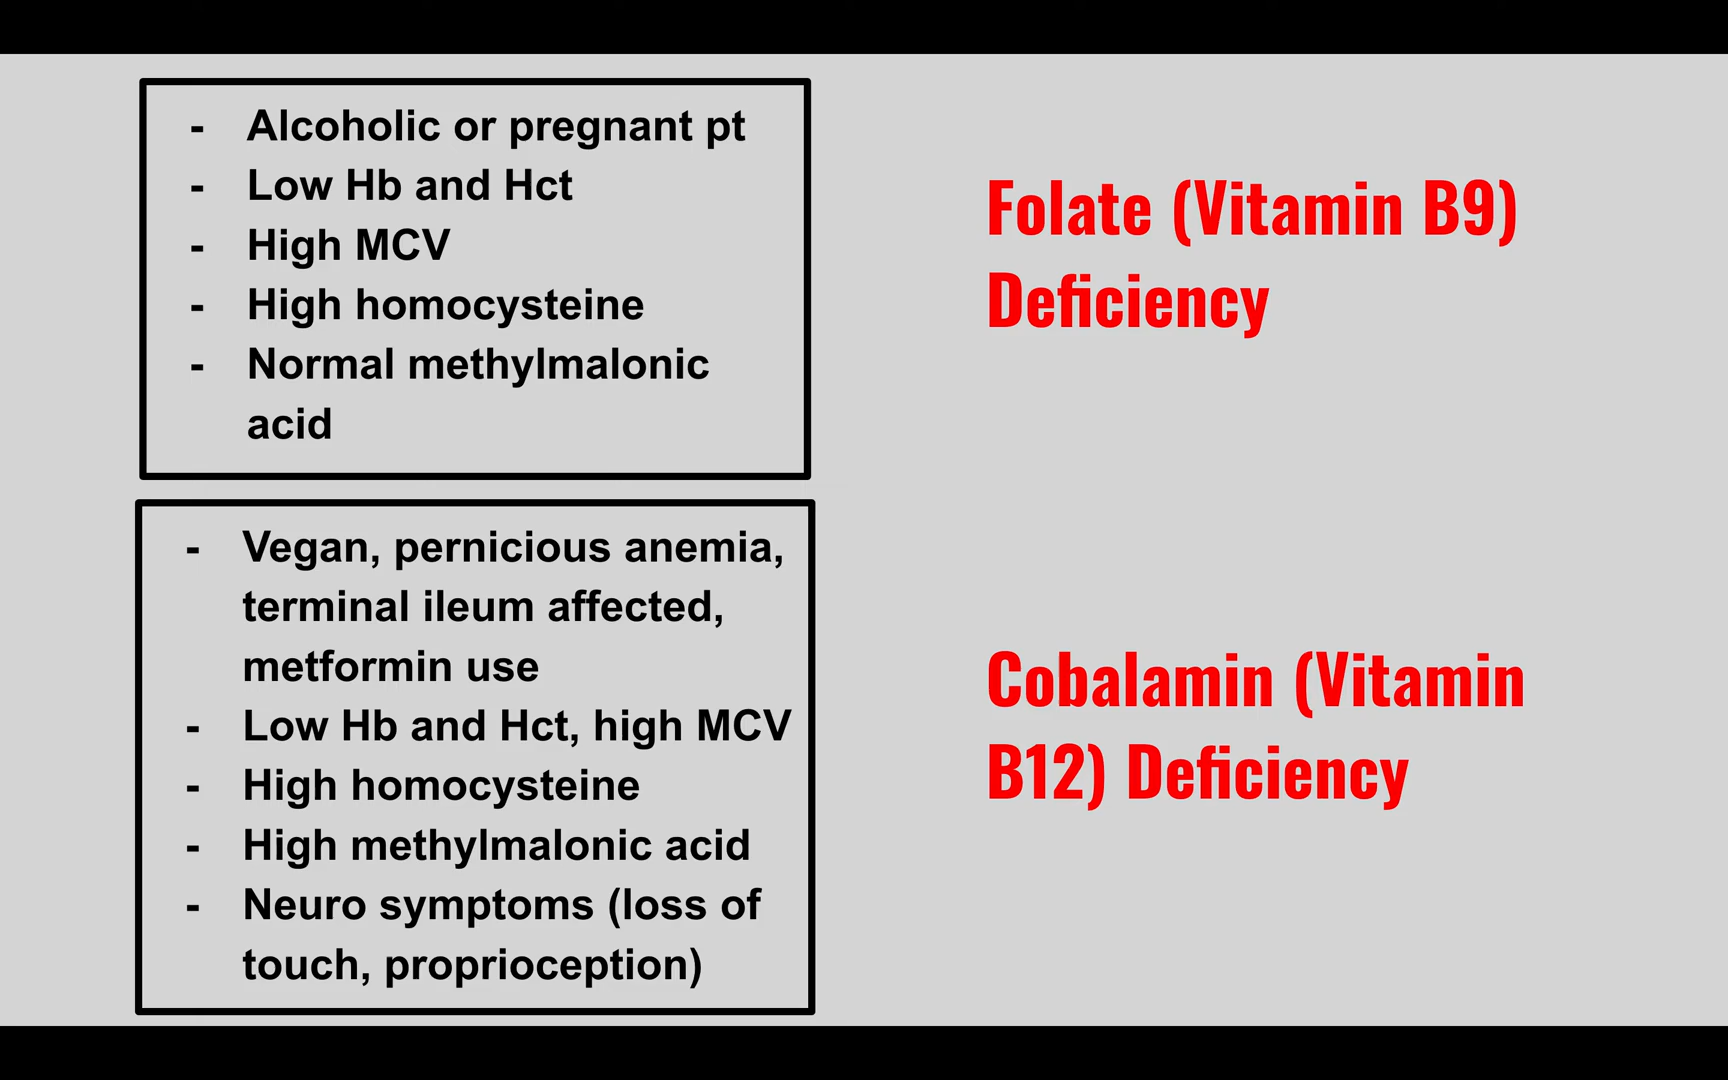 - Alcoholic or pregnant pt
- Low Hb and Hct
- High MCV
- High homocysteine
- Normal methylmalonic
acid
Folate (Vitamin B9)
Deficiency
- Vegan, pernicious anemia,
terminal ileum affected,
metformin use
- Low Hb and Hct, high MCV
- High homocysteine
- High methylmalonic acid
- Neuro symptoms (loss of
touch, proprioception)
Cobalamin (Vitamin
B12) Deficiency